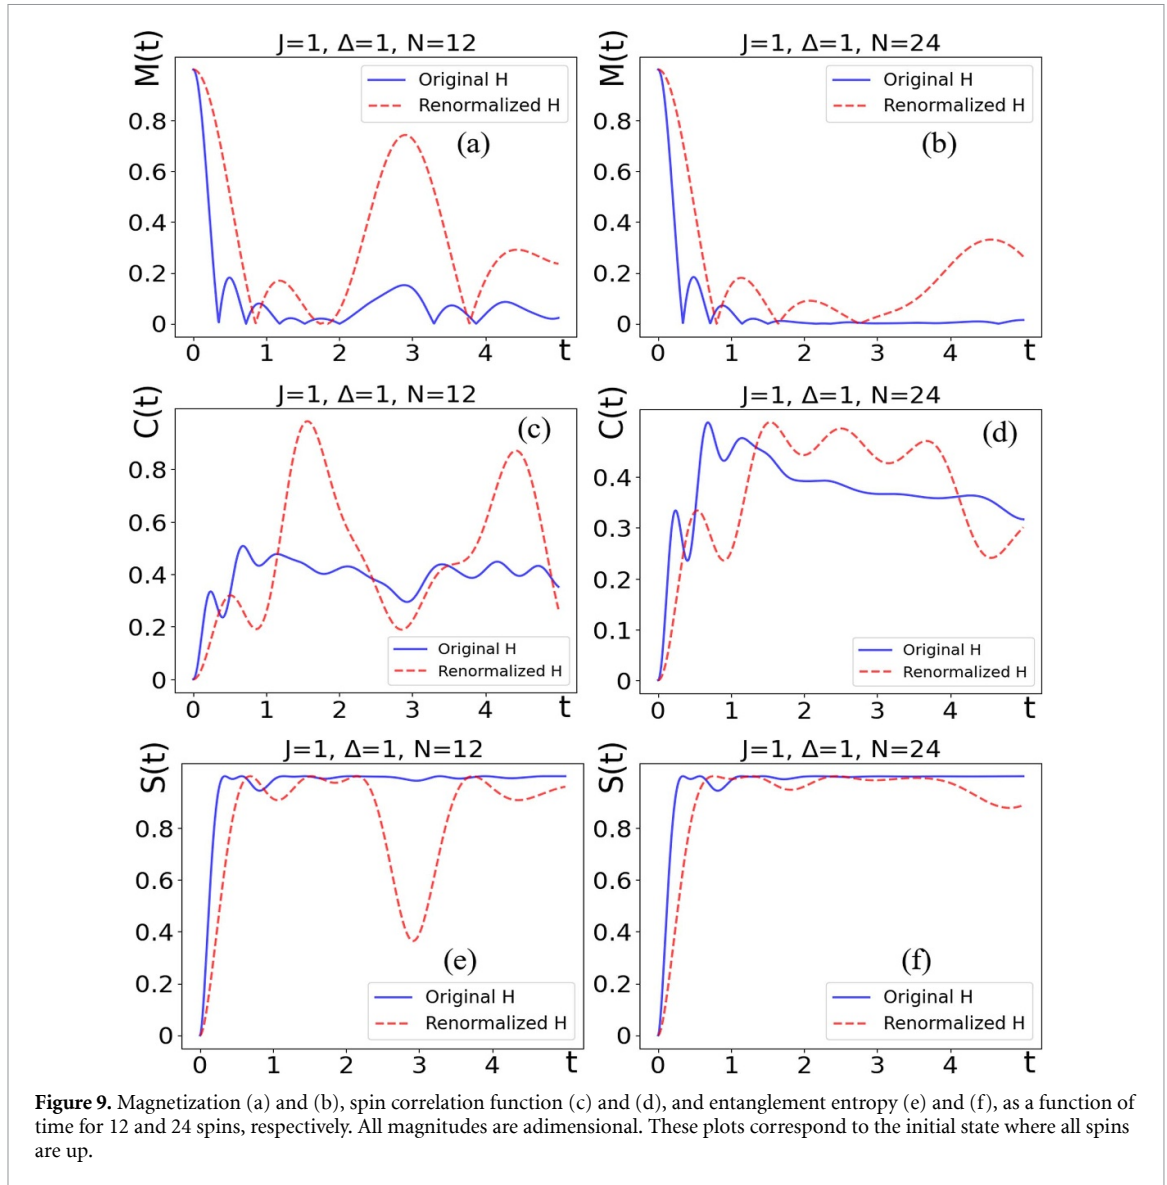 J=1, Δ=1, N=12
M(t)
0.8
0.6
0.4
0.2
0
0 1 2 3 4 t
Original H
Renormalized H
(a)
J=1, Δ=1, N=24
M(t)
0.8
0.6
0.4
0.2
0
0 1 2 3 4 t
Original H
Renormalized H
(b)
J=1, Δ=1, N=12
C(t)
0.8
0.6
0.4
0.2
0
0 1 2 3 4 t
(c)
Original H
Renormalized H
J=1, Δ=1, N=24
C(t)
0.4
0.3
0.2
0.1
0
0 1 2 3 4 t
(d)
Original H
Renormalized H
J=1, Δ=1, N=12
S(t)
0.8
0.6
0.4
0.2
0
0 1 2 3 4 t
(e)
Original H
Renormalized H
J=1, Δ=1, N=24
S(t)
0.8
0.6
0.4
0.2
0
0 1 2 3 4 t
(f)
Original H
Renormalized H
Figure 9. Magnetization (a) and (b), spin correlation function (c) and (d), and entanglement entropy (e) and (f), as a function of
time for 12 and 24 spins, respectively. All magnitudes are adimensional. These plots correspond to the initial state where all spins
are up.